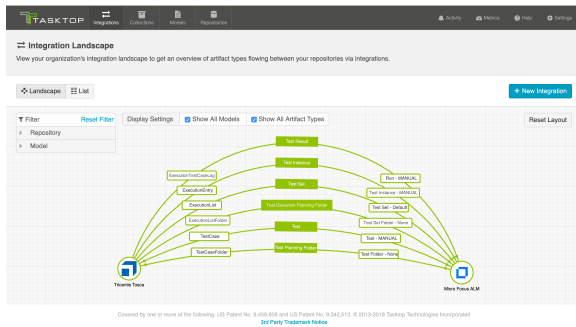 TASKTOP
Integrations
Collections
Models
Repositories
Activity
Metrics
Help
Settings
Integration Landscape
View your organization's integration landscape to get an overview of artifact types flowing between your repositories via integrations.
Landscape
List
+ New Integration
Filter
Reset Filter
Display Settings
Show All Models
Show All Artifact Types
Reset Layout
Repository
Model
Test Result
Test Instance
ExecutionTestCaseLog
Run - MANUAL
Test Set
ExecutionEntry
Test Instance - MANUAL
ExecutionList
Test Execution Planning Folder
Test Set - Default
ExecutionListFolder
Test Set Folder - None
Test
TestCase
Test - MANUAL
Test Planning Folder
TestCaseFolder
Test Folder - None
Tricentis Tosca
Micro Focus ALM
Covered by one or more of the following: US Patent No. 9,459,839 and US Patent No. 9,342,512. © 2013-2019 Tasktop Technologies Incorporated
3rd Party Trademark Notice